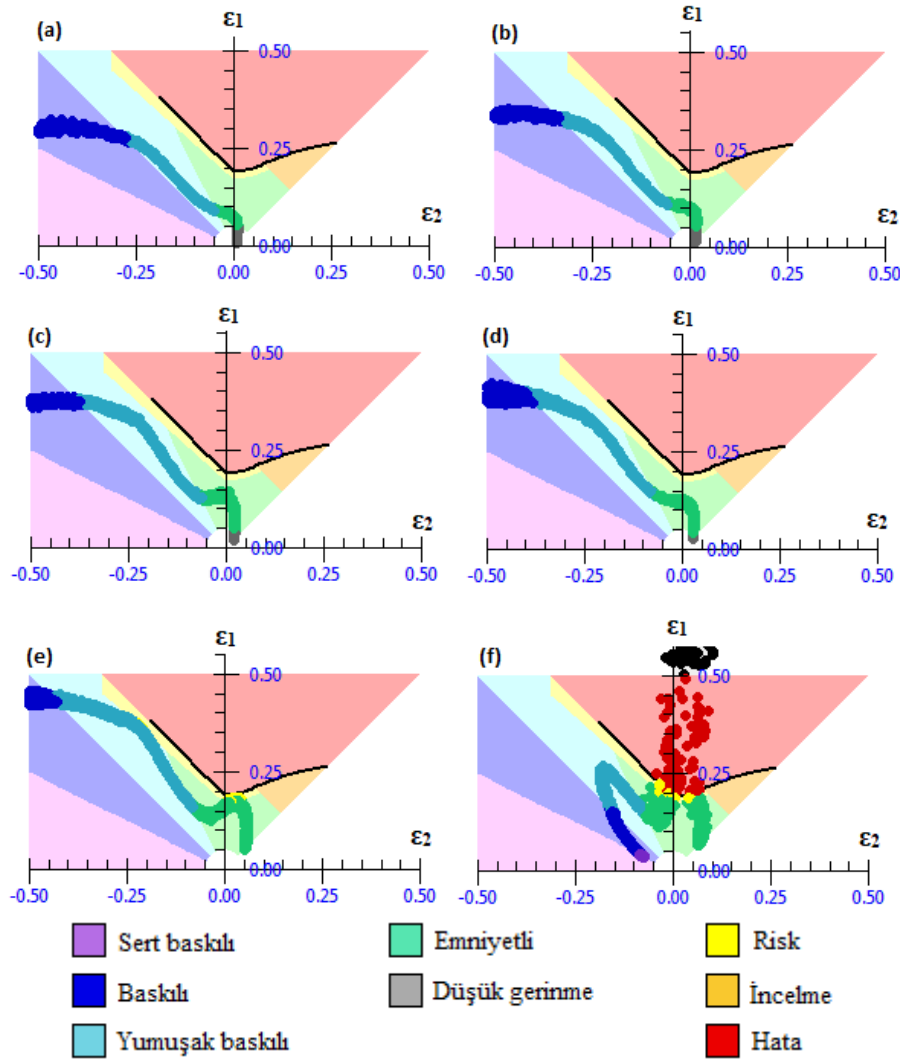 (a) ε1 (b) ε1
0.50 0.50
0.25 0.25
ε2 ε2
0.00 0.00
-0.50 -0.25 0.00 0.25 0.50 -0.50 -0.25 0.00 0.25 0.50
(c) ε1 (d) ε1
0.50 0.50
0.25 0.25
ε2 ε2
0.00 0.00
-0.50 -0.25 0.00 0.25 0.50 -0.50 -0.25 0.00 0.25 0.50
(e) ε1 (f) ε1
0.50 0.50
0.25 0.25
ε2 ε2
0.00 0.00
-0.50 -0.25 0.00 0.25 0.50 -0.50 -0.25 0.00 0.25 0.50
Sert baskılı Emniyetli Risk
Baskılı Düşük gerinme İncelme
Yumuşak baskılı Hata